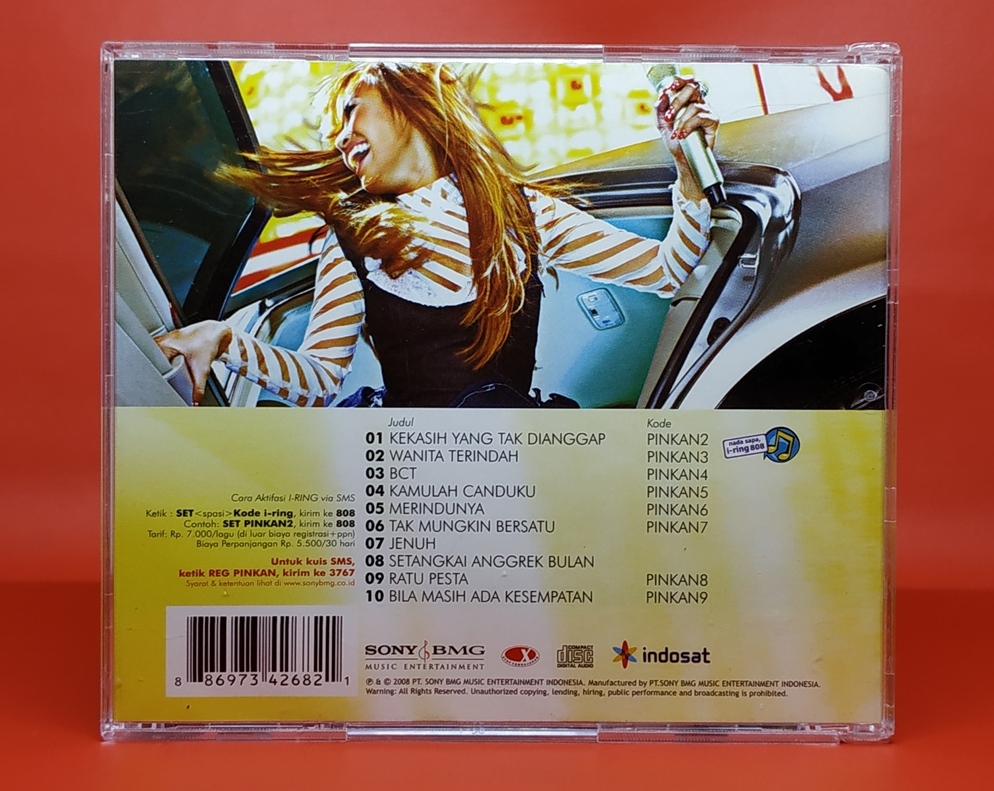 Judul Kode
01 KEKASIH YANG TAK DIANGGAP PINKAN2
02 WANITA TERINDAH PINKAN3
03 BCT PINKAN4
04 KAMULAH CANDUKU PINKAN5
05 MERINDUNYA PINKAN6
06 TAK MUNGKIN BERSATU PINKAN7
07 JENUH
08 SETANGKAI ANGGREK BULAN
09 RATU PESTA PINKAN8
10 BILA MASIH ADA KESEMPATAN PINKAN9
nada sapa,
i-ring 808
Cara Aktifasi I-RING via SMS
Ketik : SET<spasi>Kode i-ring, kirim ke 808
Contoh: SET PINKAN2, kirim ke 808
Tarif: Rp. 7.000/lagu (di luar biaya registrasi+ppn)
Biaya Perpanjangan Rp. 5.500/30 hari
Untuk kuis SMS,
ketik REG PINKAN, kirim ke 3767
Syarat & ketentuan lihat di www.sonybmg.co.id
8 86973 42682 1
SONY BMG
MUSIC ENTERTAINMENT
X
COMPACT
disc
DIGITAL AUDIO
indosat
℗ & © 2008 PT. SONY BMG MUSIC ENTERTAINMENT INDONESIA. Manufactured by PT.SONY BMG MUSIC ENTERTAINMENT INDONESIA.
Warning: All Rights Reserved. Unauthorized copying, lending, hiring, public performance and broadcasting is prohibited.